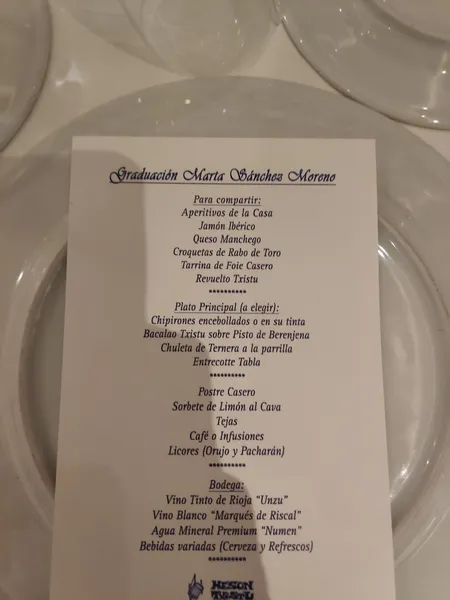 Graduación Marta Sánchez Moreno
Para compartir:
Aperitivos de la Casa
Jamón Ibérico
Queso Manchego
Croquetas de Rabo de Toro
Tarrina de Foie Casero
Revuelto Txistu
**********
Plato Principal (a elegir):
Chipirones encebollados o en su tinta
Bacalao Txistu sobre Pisto de Berenjena
Chuleta de Ternera a la parrilla
Entrecotte Tabla
**********
Postre Casero
Sorbete de Limón al Cava
Tejas
Café o Infusiones
Licores (Orujo y Pacharán)
**********
Bodega:
Vino Tinto de Rioja “Unzu”
Vino Blanco “Marqués de Riscal”
Agua Mineral Premium “Numen”
Bebidas variadas (Cerveza y Refrescos)
**********
MESON
TXISTU